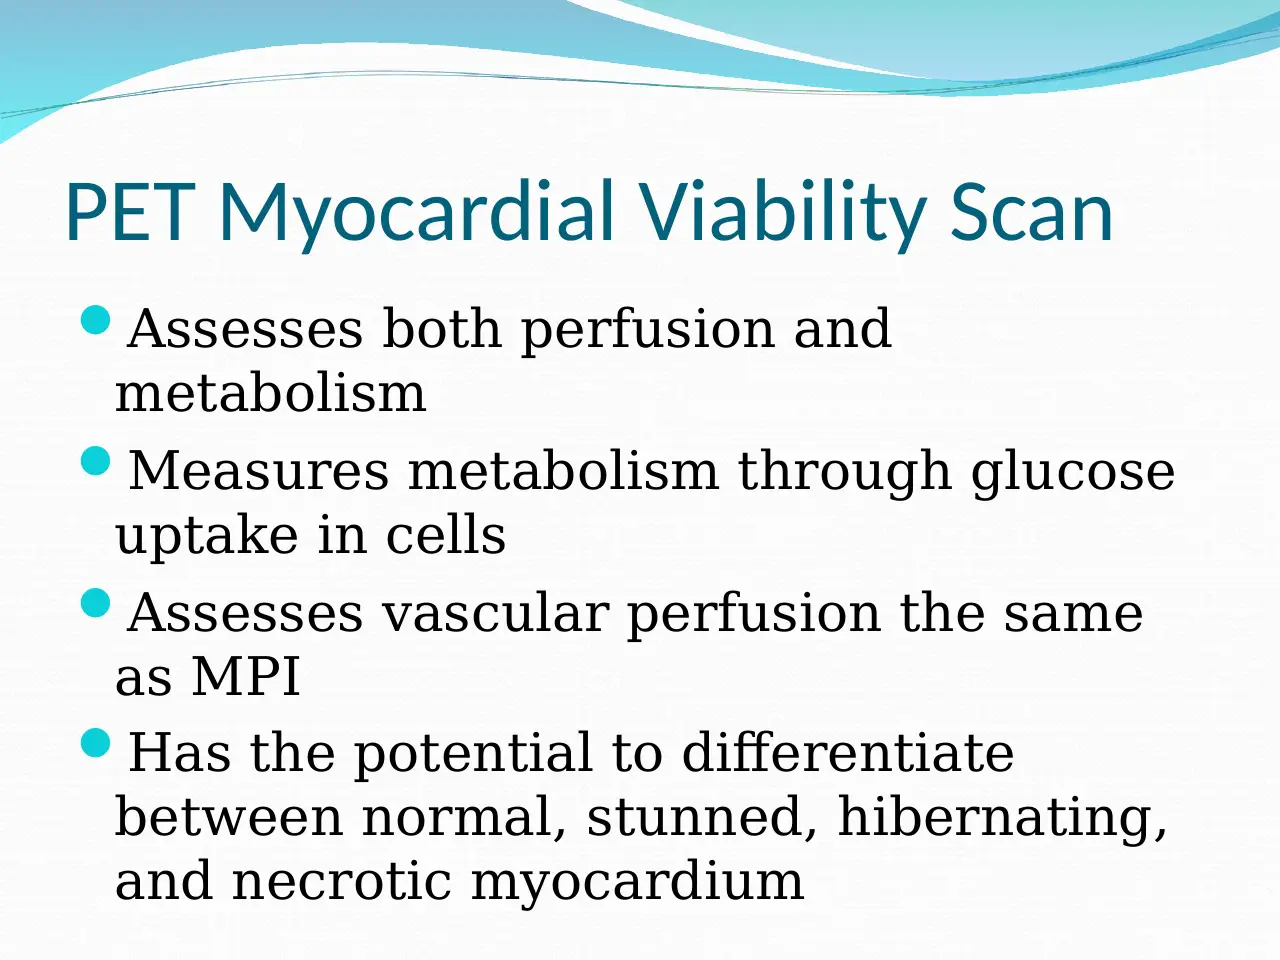 PET Myocardial Viability Scan
Assesses both perfusion and
metabolism
Measures metabolism through glucose
uptake in cells
Assesses vascular perfusion the same
as MPI
Has the potential to differentiate
between normal, stunned, hibernating,
and necrotic myocardium